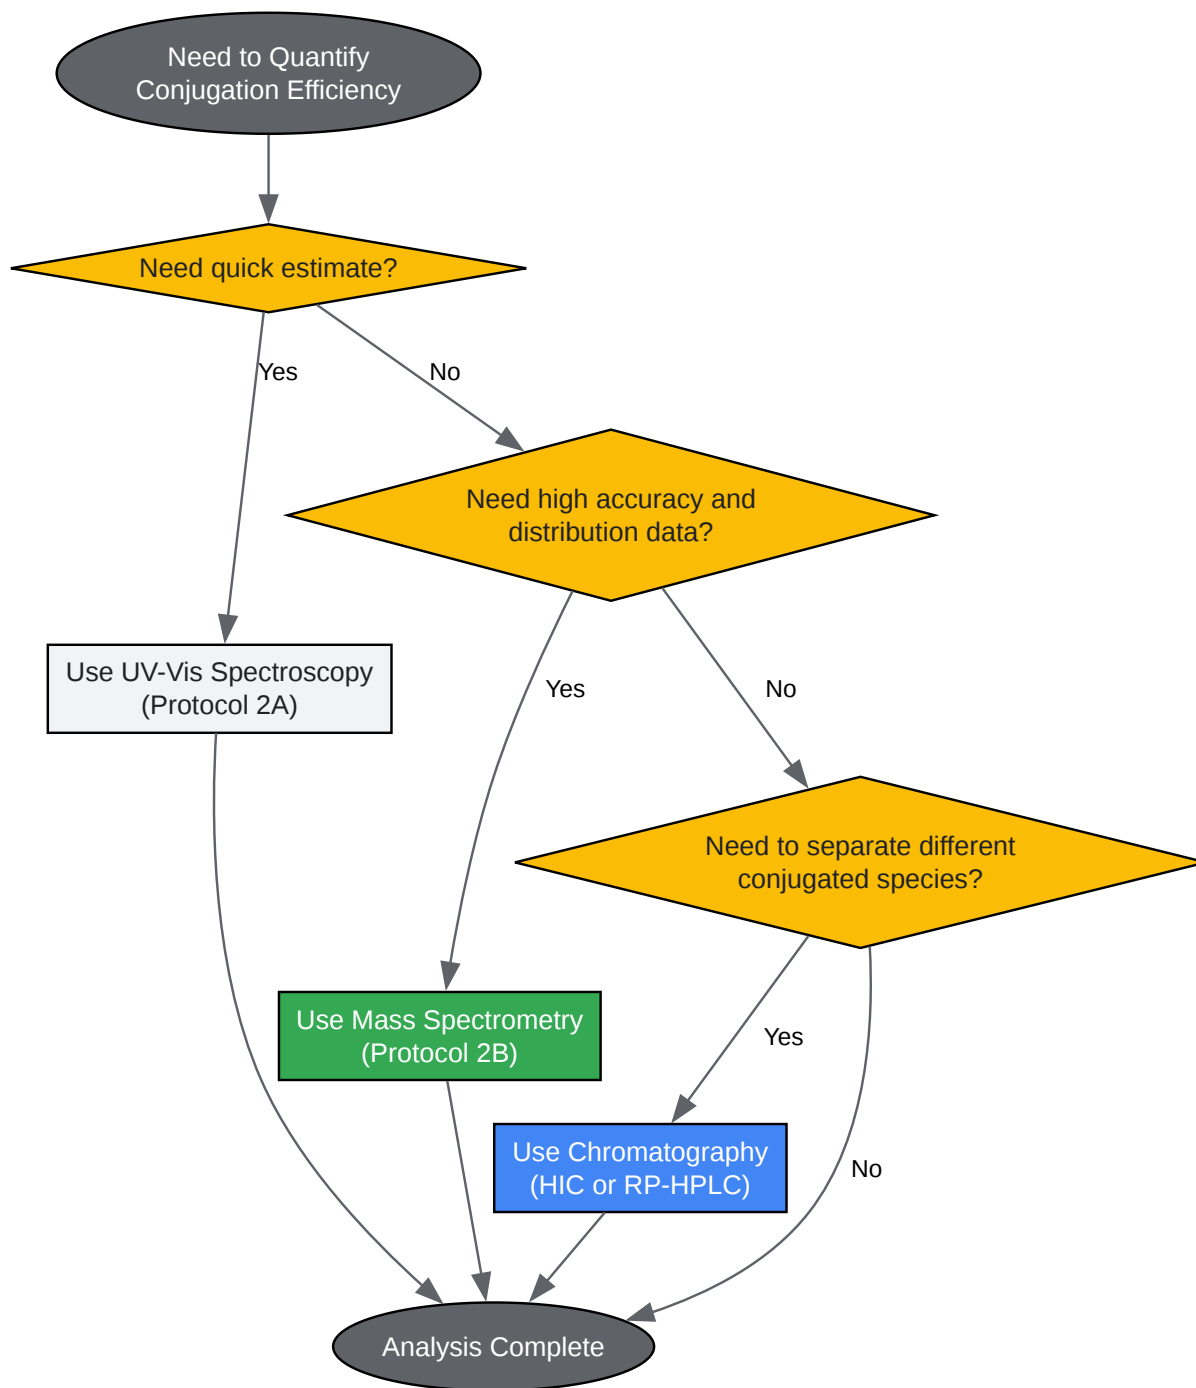 Need to Quantify
Conjugation Efficiency
Need quick estimate?
Yes
No
Need high accuracy and
distribution data?
Use UV-Vis Spectroscopy
(Protocol 2A)
Yes
No
Need to separate different
conjugated species?
Use Mass Spectrometry
(Protocol 2B)
Yes
Use Chromatography
(HIC or RP-HPLC)
No
Analysis Complete